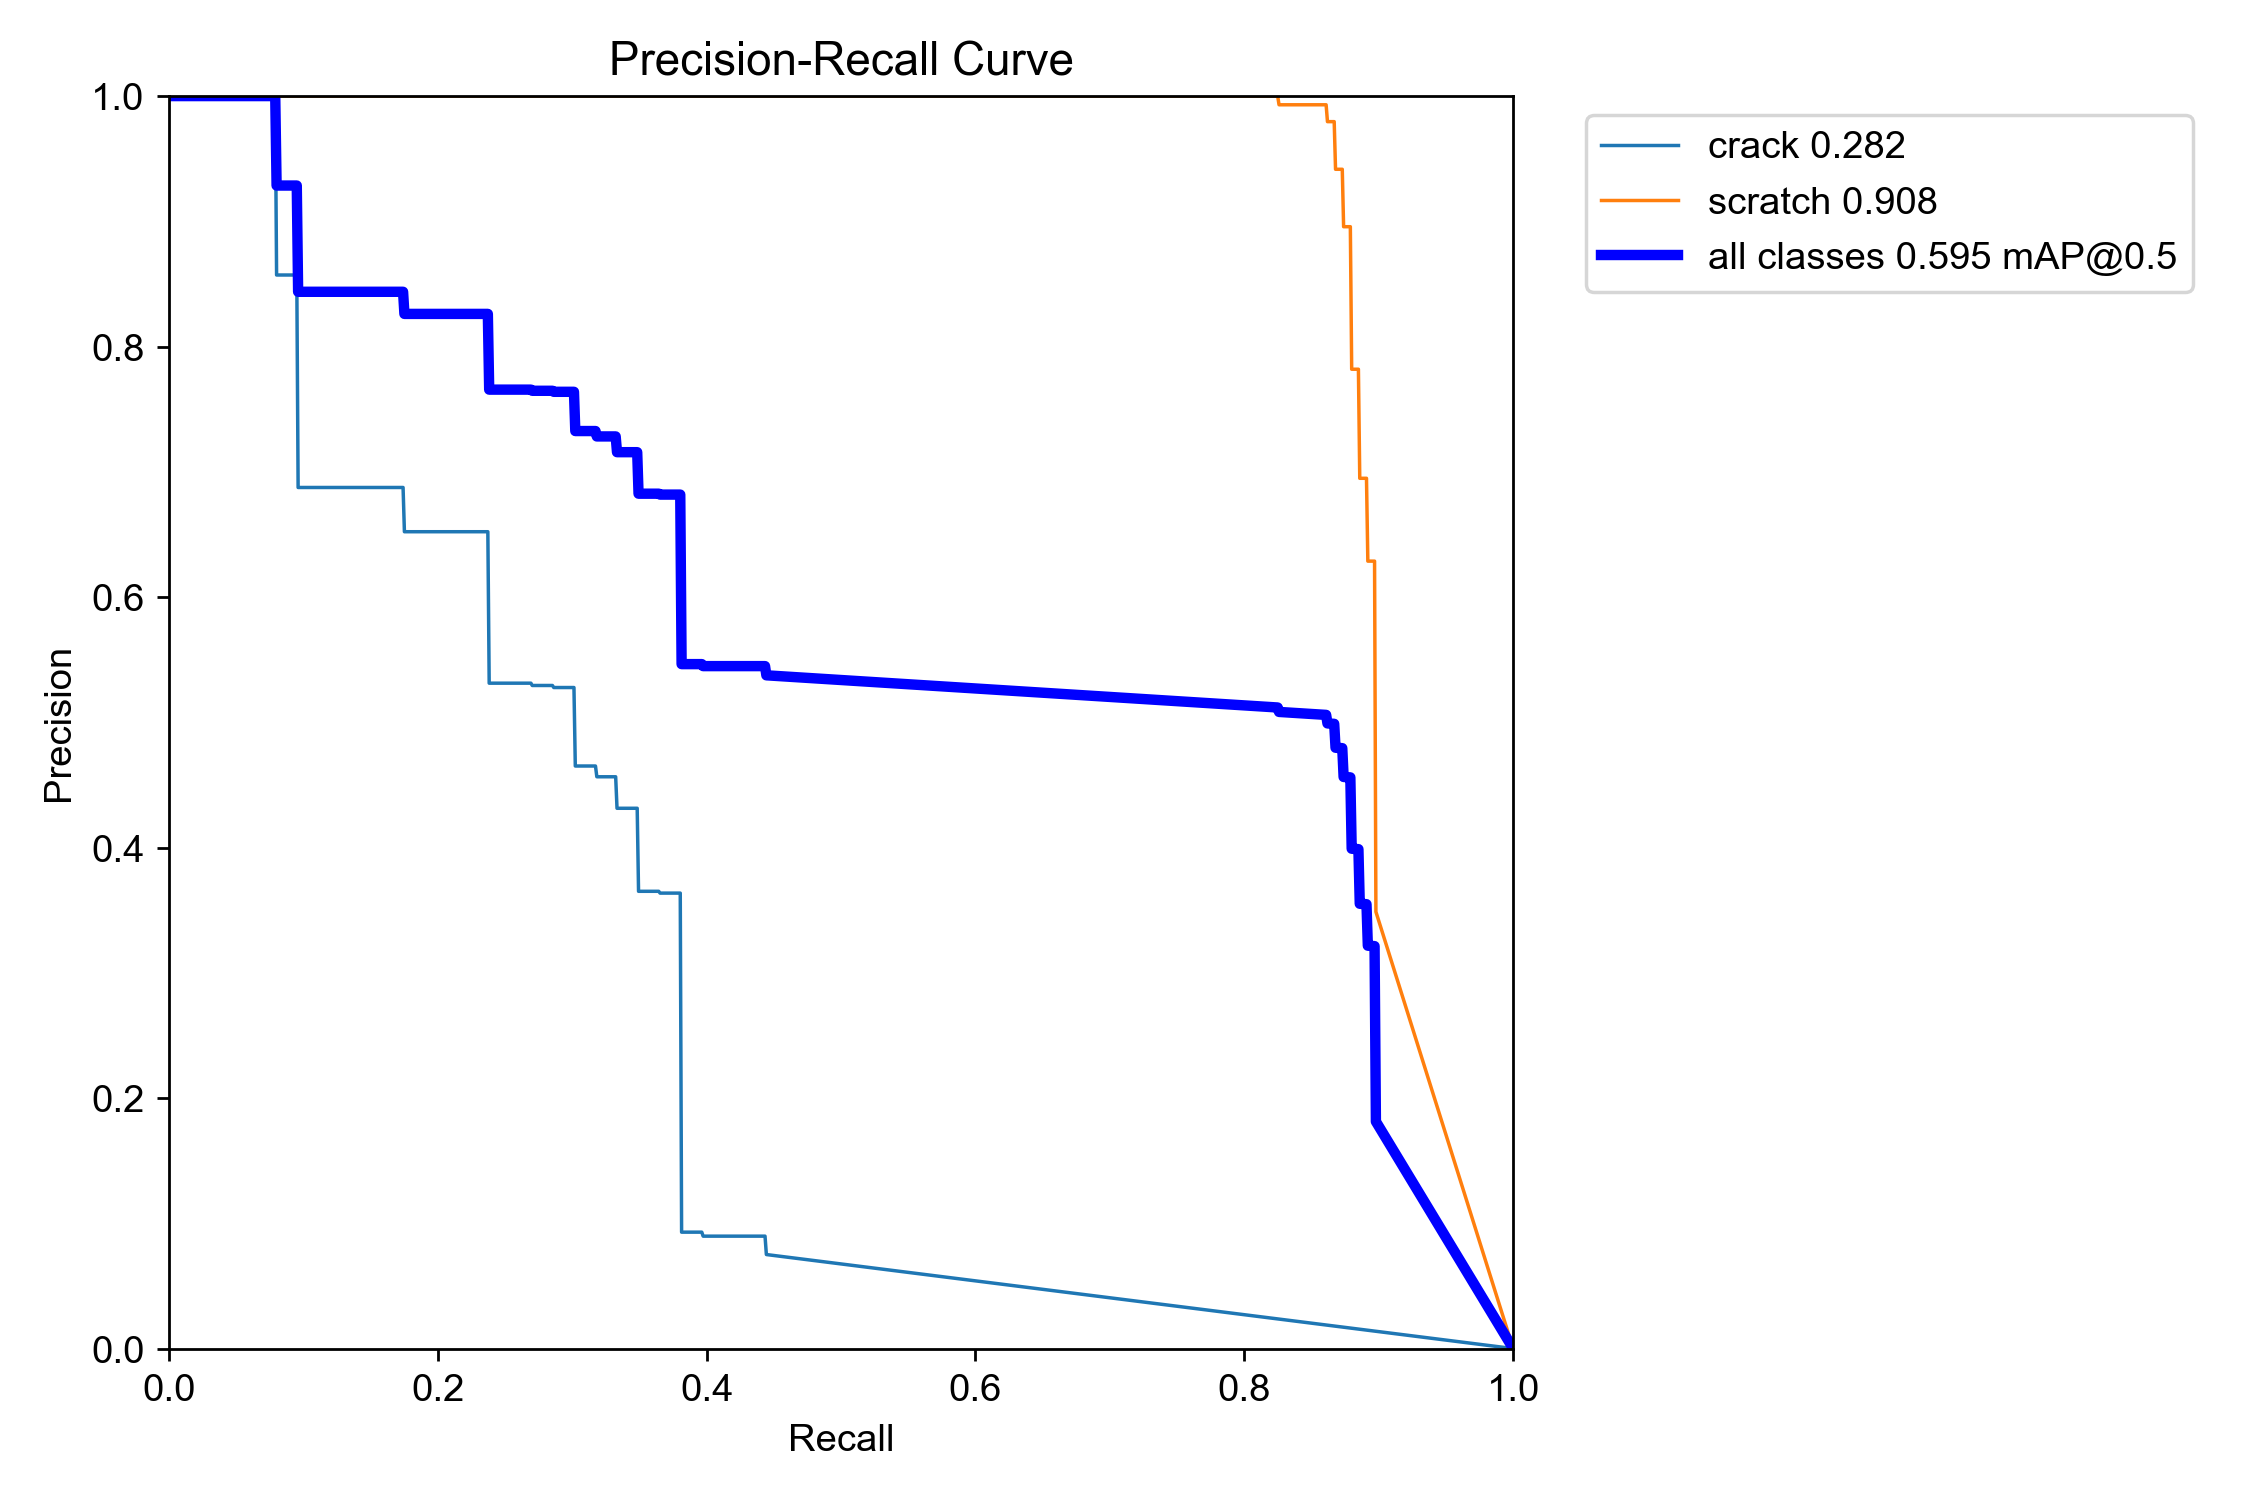 Precision-Recall Curve
crack 0.282
scratch 0.908
all classes 0.595 mAP@0.5
Precision
1.0
0.8
0.6
0.4
0.2
0.0
0.0 0.2 0.4 0.6 0.8 1.0
Recall